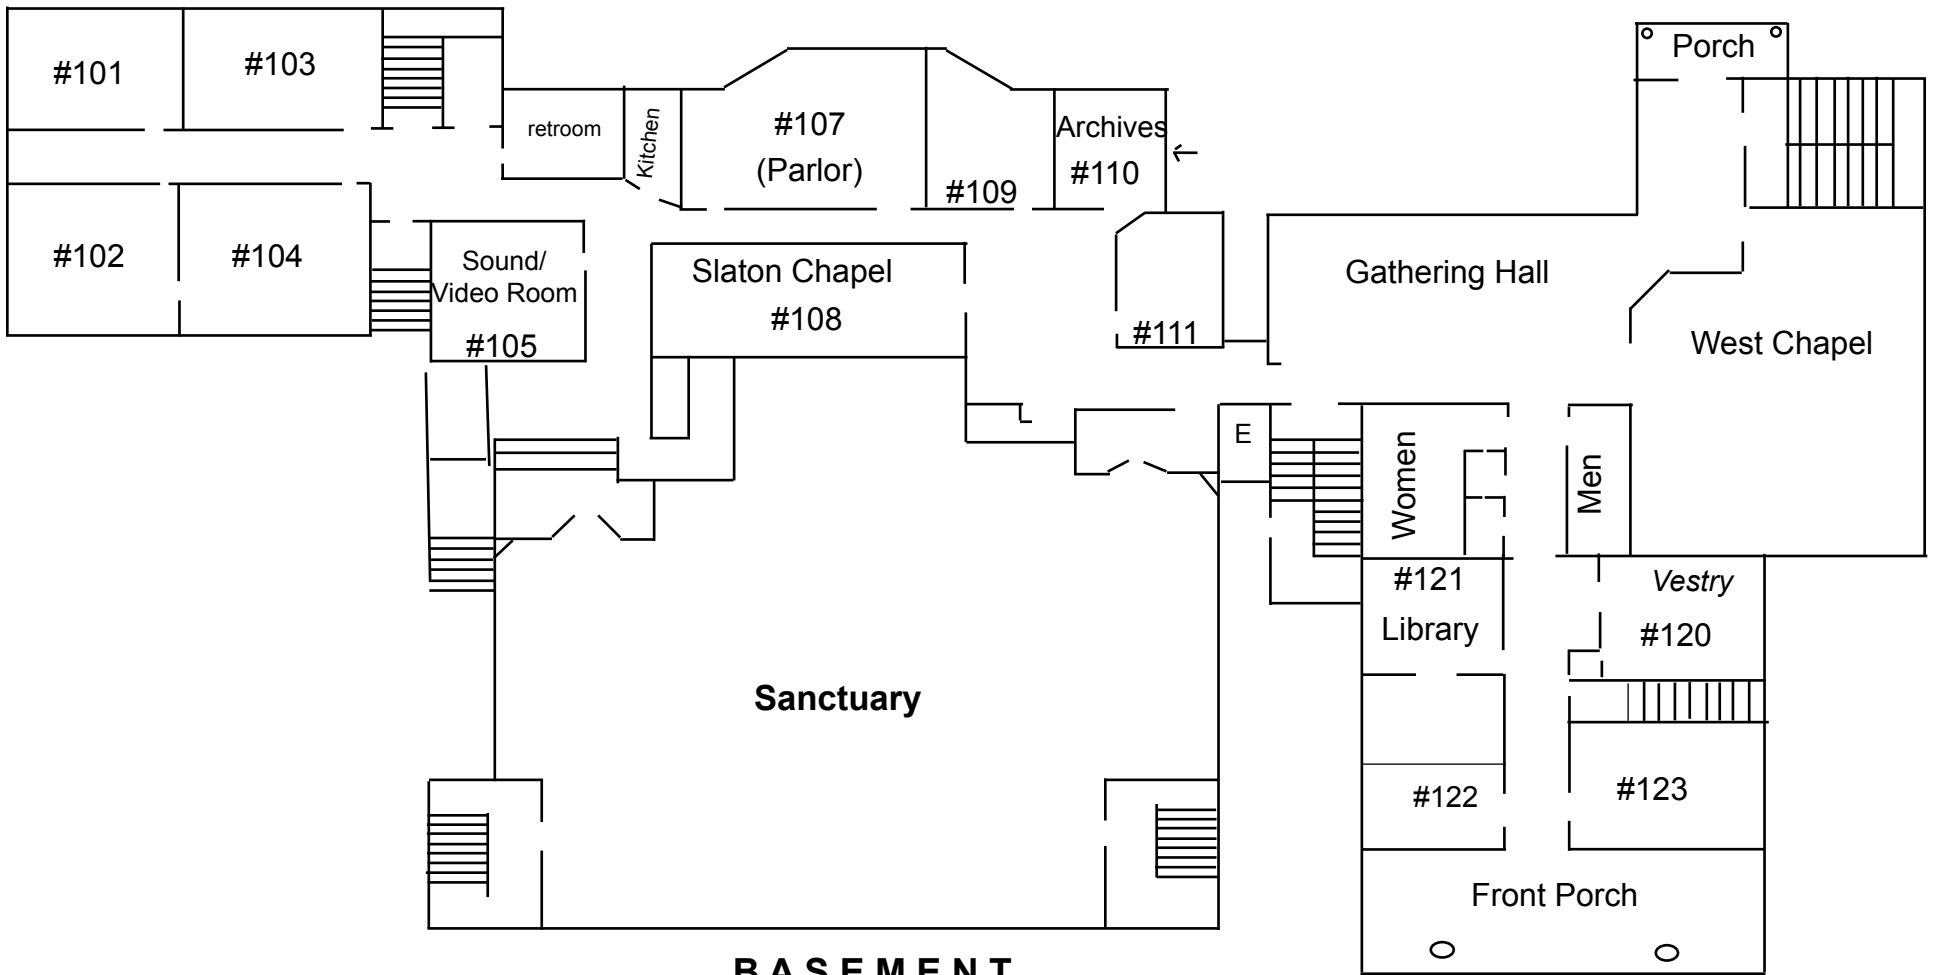 #101
#103
retroom
Kitchen
#107
(Parlor)
#109
Archives
#110
Porch
#102
#104
Sound/
Video Room
#105
Slaton Chapel
#108
#111
Gathering Hall
West Chapel
E
Women
Men
#121
Library
Vestry
#120
Sanctuary
#122
#123
Front Porch
BASEMENT